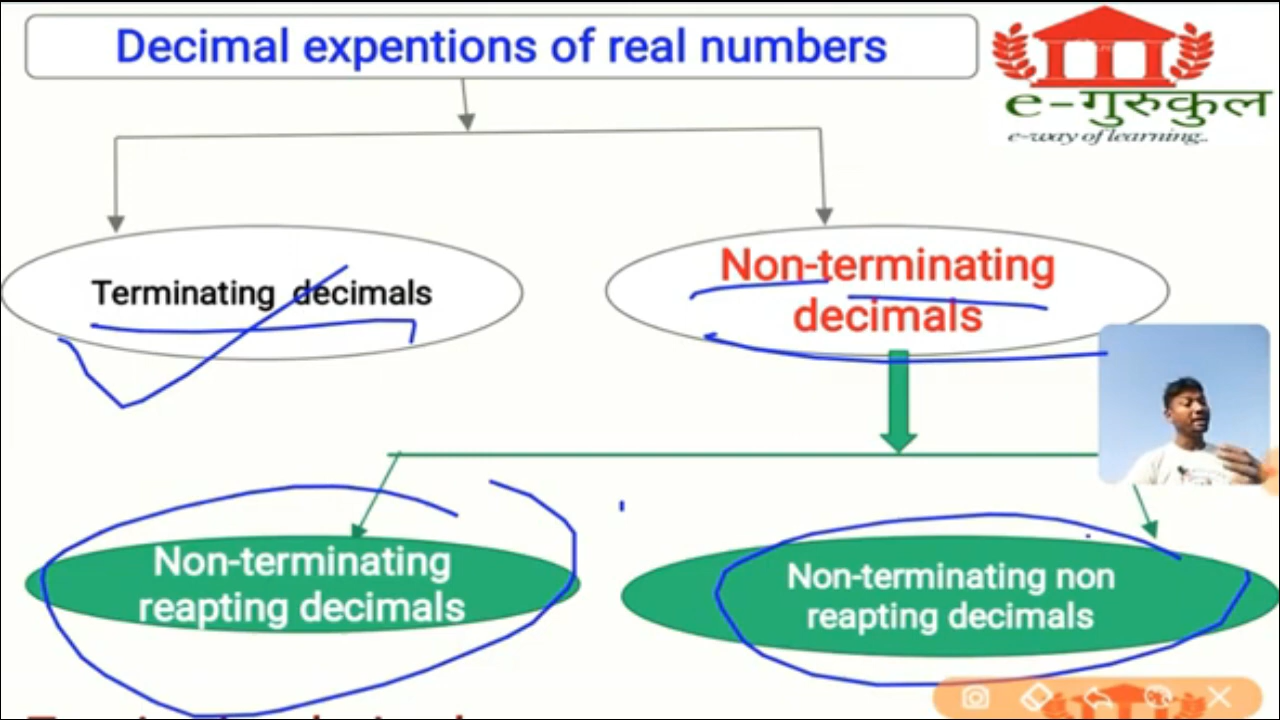 Decimal expentions of real numbers
e-गुरुकुल
e-way of learning..
Terminating decimals
Non-terminating
decimals
Non-terminating
reapting decimals
Non-terminating non
reapting decimals